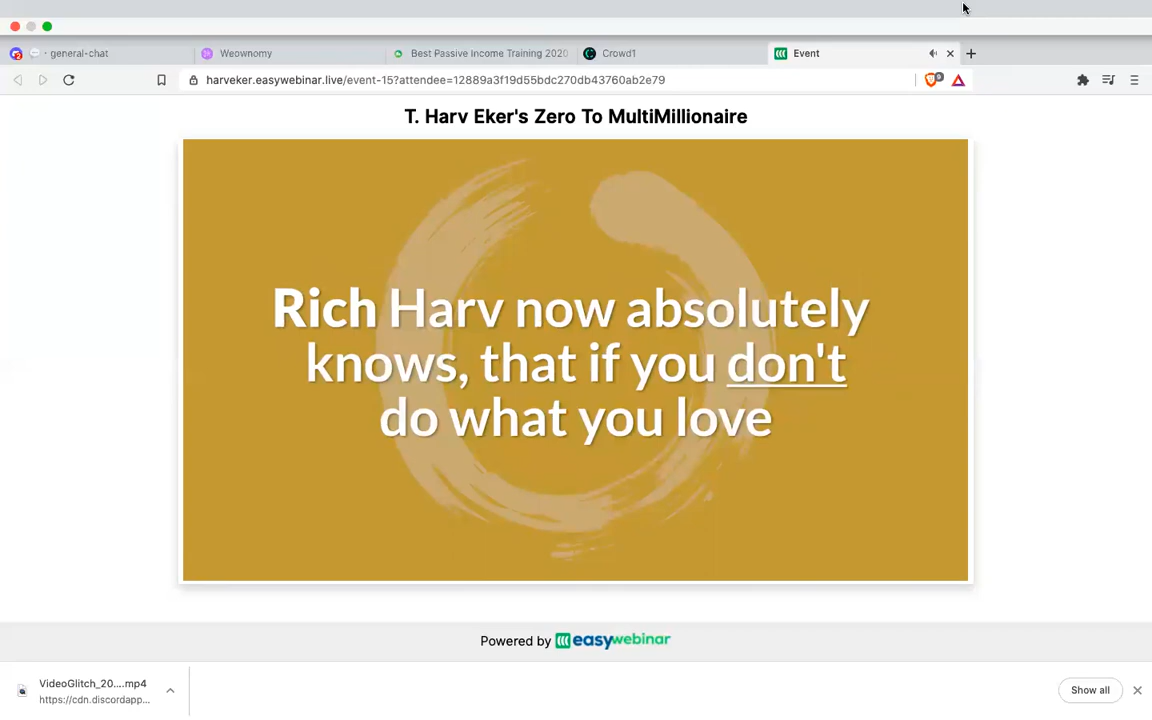 general-chat
Weownomy
Best Passive Income Training 2020
Crowd1
Event
harveker.easywebinar.live/event-15?attendee=12889a3f19d55bdc270db43760ab2e79
T. Harv Eker's Zero To MultiMillionaire
Rich Harv now absolutely
knows, that if you don't
do what you love
Powered by easywebinar
VideoGlitch_20....mp4
https://cdn.discordapp...
Show all